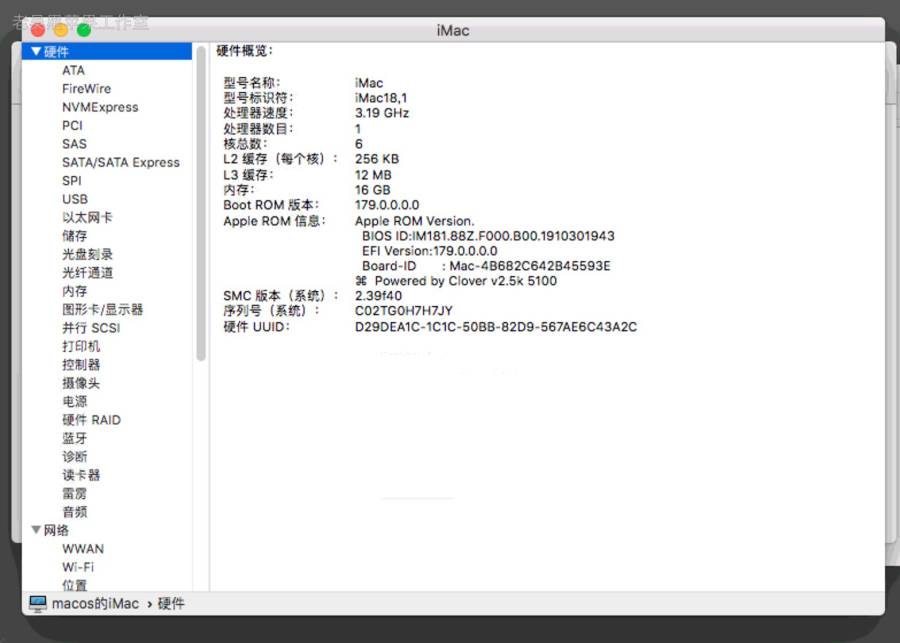 iMac
硬件
ATA
FireWire
NVMExpress
PCI
SAS
SATA/SATA Express
SPI
USB
以太网卡
储存
光盘刻录
光纤通道
内存
图形卡/显示器
并行 SCSI
打印机
控制器
摄像头
电源
硬件 RAID
蓝牙
诊断
读卡器
雷雳
音频
网络
WWAN
Wi-Fi
位置
硬件概览：
型号名称： iMac
型号标识符： iMac18,1
处理器速度： 3.19 GHz
处理器数目： 1
核总数： 6
L2 缓存（每个核）： 256 KB
L3 缓存： 12 MB
内存： 16 GB
Boot ROM 版本： 179.0.0.0.0
Apple ROM 信息： Apple ROM Version.
BIOS ID:IM181.88Z.F000.B00.1910301943
EFI Version:179.0.0.0.0
Board-ID : Mac-4B682C642B45593E
⌘ Powered by Clover v2.5k 5100
SMC 版本（系统）： 2.39f40
序列号（系统）： C02TG0H7H7JY
硬件 UUID： D29DEA1C-1C1C-50BB-82D9-567AE6C43A2C
macos的iMac › 硬件